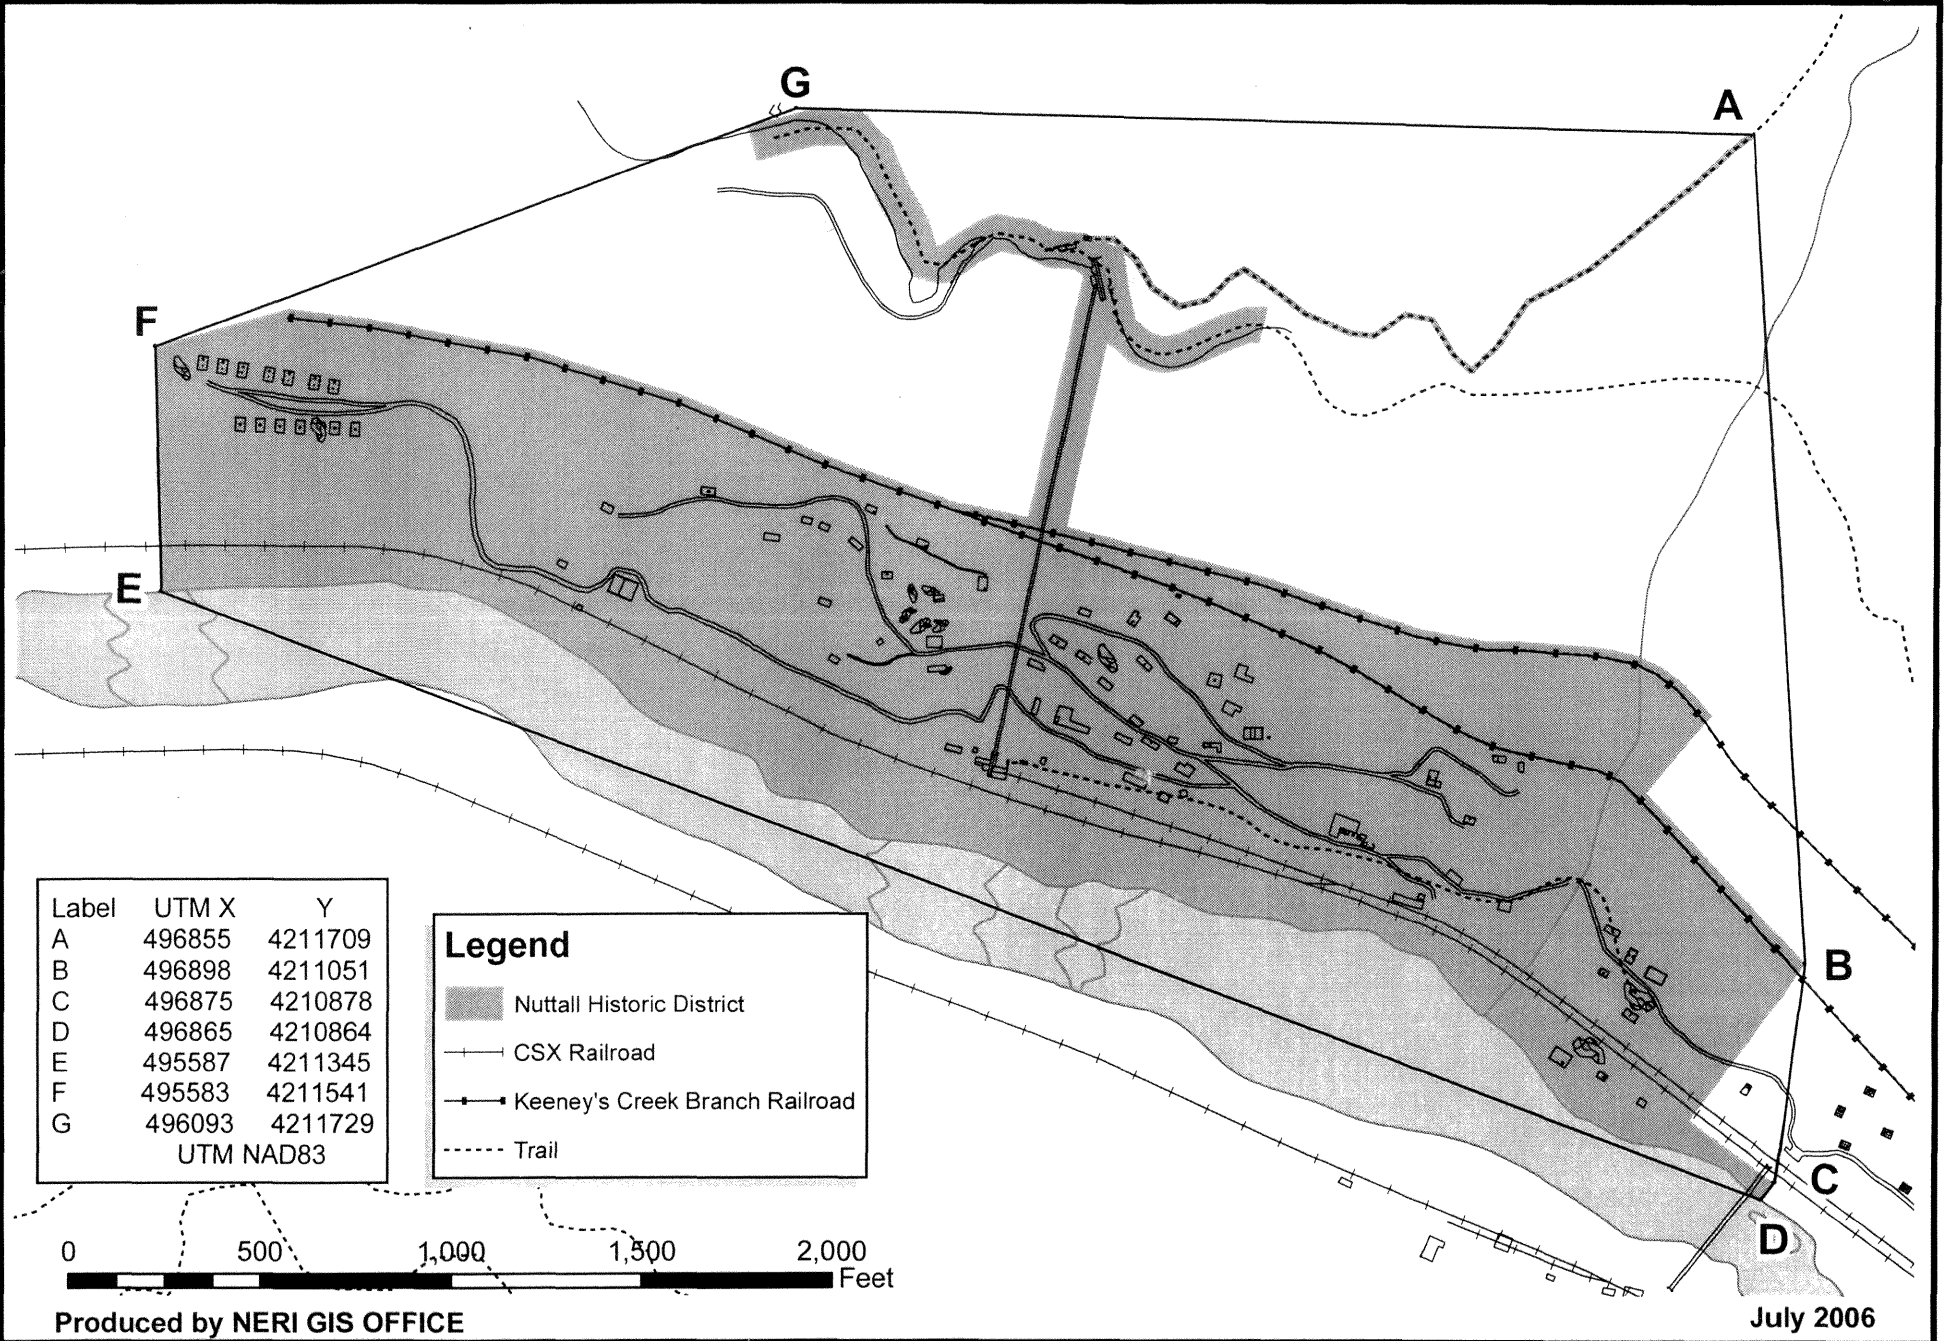 G
A
F
E
B
C
D
Label UTM X Y
A 496855 4211709
B 496898 4211051
C 496875 4210878
D 496865 4210864
E 495587 4211345
F 495583 4211541
G 496093 4211729
UTM NAD83
Legend
Nuttall Historic District
CSX Railroad
Keeney's Creek Branch Railroad
Trail
0 500 1,000 1,500 2,000
Feet
Produced by NERI GIS OFFICE
July 2006